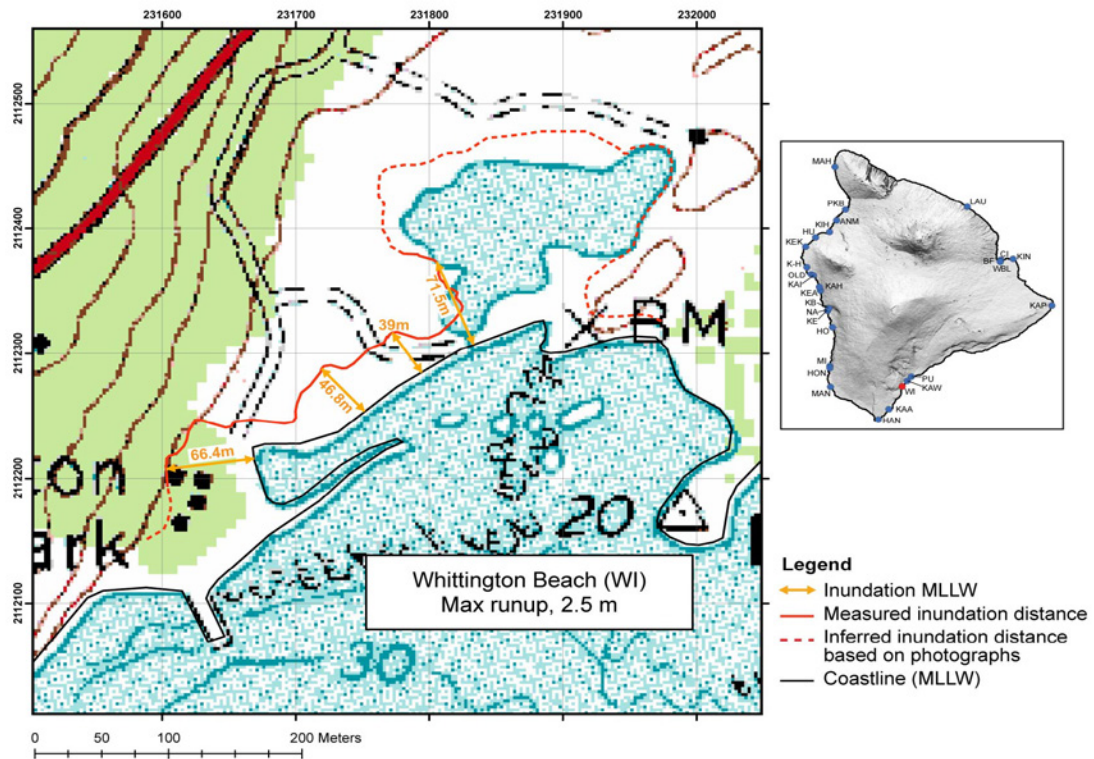 231600 231700 231800 231900 232000
2112500
2112400
2112300
2112200
2112100
71.5m
39m
46.8m
66.4m
BM
on
ark
20
30
Whittington Beach (WI)
Max runup, 2.5 m
0 50 100 200 Meters
MAH
PKB
ANM
KIH
HU
KEK
K-H
OLD
KAI
KAH
KEA
KB
NA
KE
HO
MI
HON
MAN
LAU
CI
KIN
BF
WBL
KAP
PU
KAW
WI
KAA
HAN
Legend
Inundation MLLW
Measured inundation distance
Inferred inundation distance
based on photographs
Coastline (MLLW)